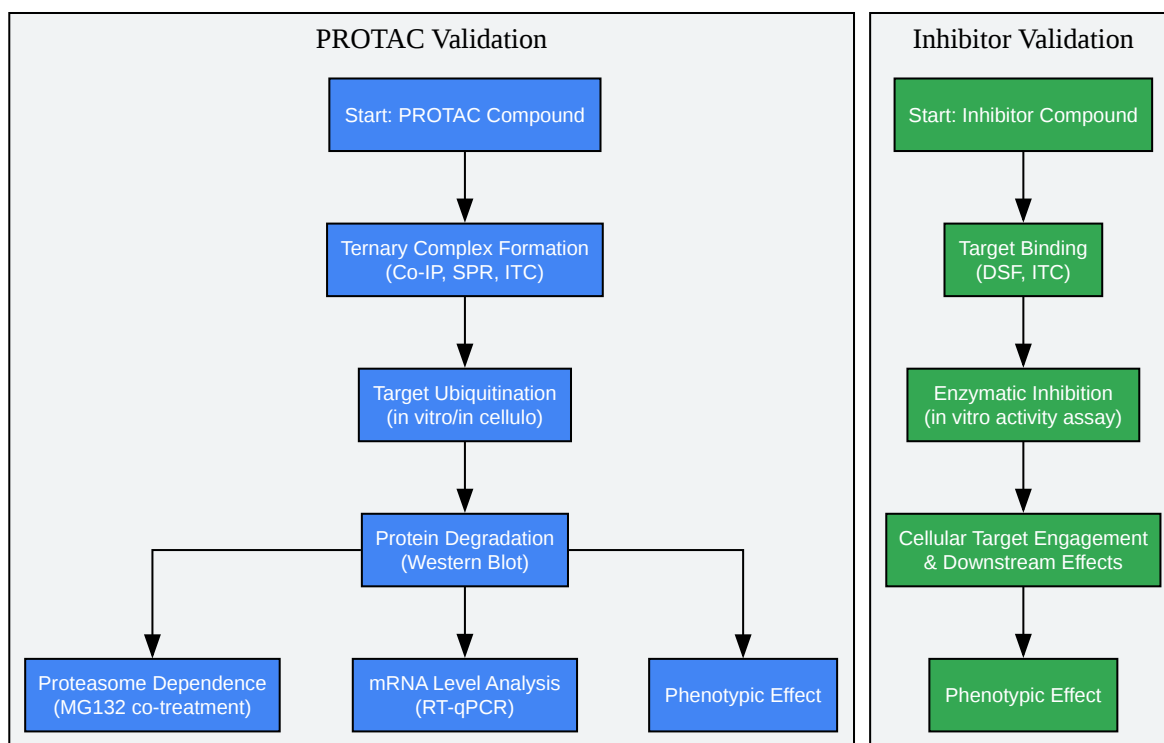 PROTAC Validation
Start: PROTAC Compound
Ternary Complex Formation
(Co-IP, SPR, ITC)
Target Ubiquitination
(in vitro/in cellulo)
Protein Degradation
(Western Blot)
Proteasome Dependence
(MG132 co-treatment)
mRNA Level Analysis
(RT-qPCR)
Phenotypic Effect
Inhibitor Validation
Start: Inhibitor Compound
Target Binding
(DSF, ITC)
Enzymatic Inhibition
(in vitro activity assay)
Cellular Target Engagement
& Downstream Effects
Phenotypic Effect